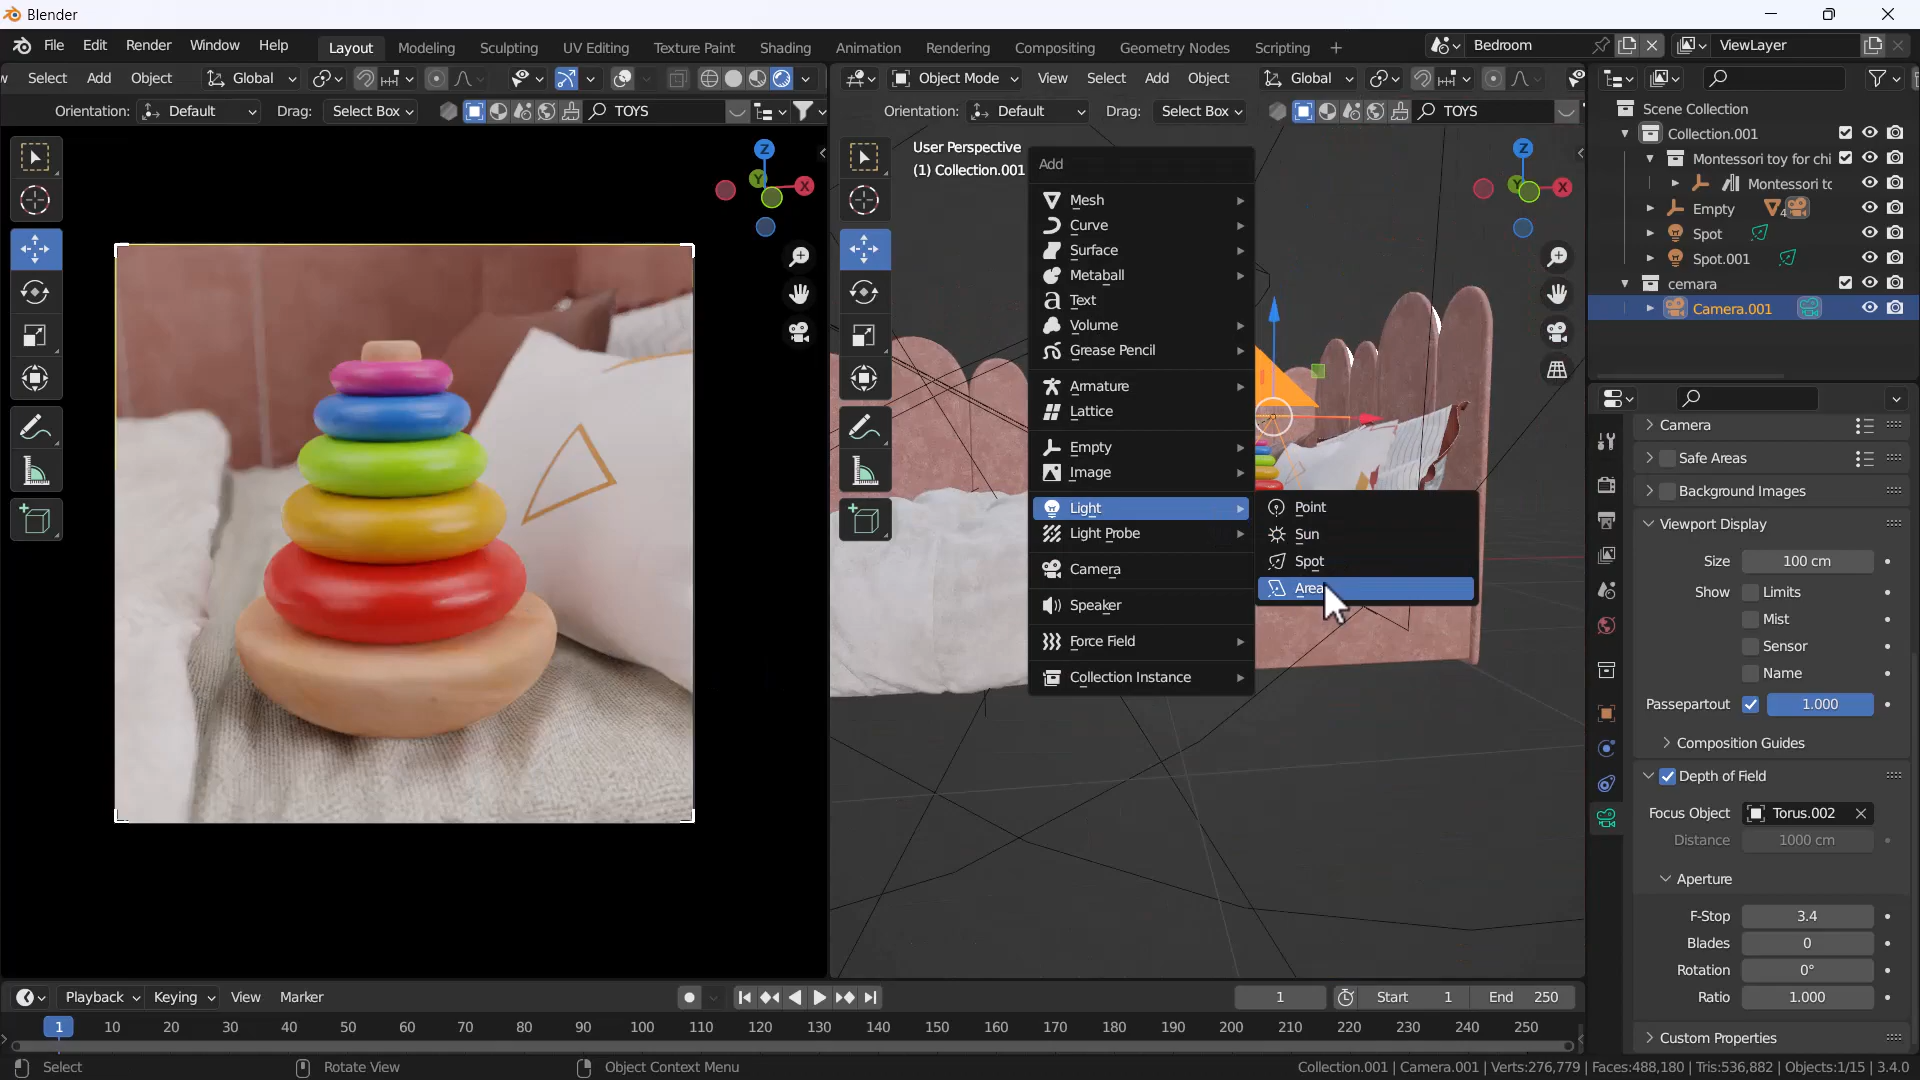 Blender
File Edit Render Window Help
Layout Modeling Sculpting UV Editing Texture Paint Shading Animation Rendering Compositing Geometry Nodes Scripting +
Bedroom
ViewLayer
Select Add Object Global
Object Mode View Select Add Object Global
Orientation: Default Drag: Select Box TOYS
Orientation: Default Drag: Select Box TOYS
User Perspective
(1) Collection.001
Z
Y
X
Z
Y
X
Add
Mesh
Curve
Surface
Metaball
Text
Volume
Grease Pencil
Armature
Lattice
Empty
Image
Light
Light Probe
Camera
Speaker
Force Field
Collection Instance
Point
Sun
Spot
Area
Scene Collection
Collection.001
Montessori toy for chi
Montessori tc
Empty 4
Spot
Spot.001
cemara
Camera.001
Camera
Safe Areas
Background Images
Viewport Display
Size 100 cm
Show Limits
Mist
Sensor
Name
Passepartout 1.000
Composition Guides
Depth of Field
Focus Object Torus.002
Distance 1000 cm
Aperture
F-Stop 3.4
Blades 0
Rotation 0°
Ratio 1.000
Custom Properties
Playback Keying View Marker
1 Start 1 End 250
1 10 20 30 40 50 60 70 80 90 100 110 120 130 140 150 160 170 180 190 200 210 220 230 240 250
Select Rotate View Object Context Menu
Collection.001 | Camera.001 | Verts:276,779 | Faces:488,180 | Tris:536,882 | Objects:1/15 | 3.4.0